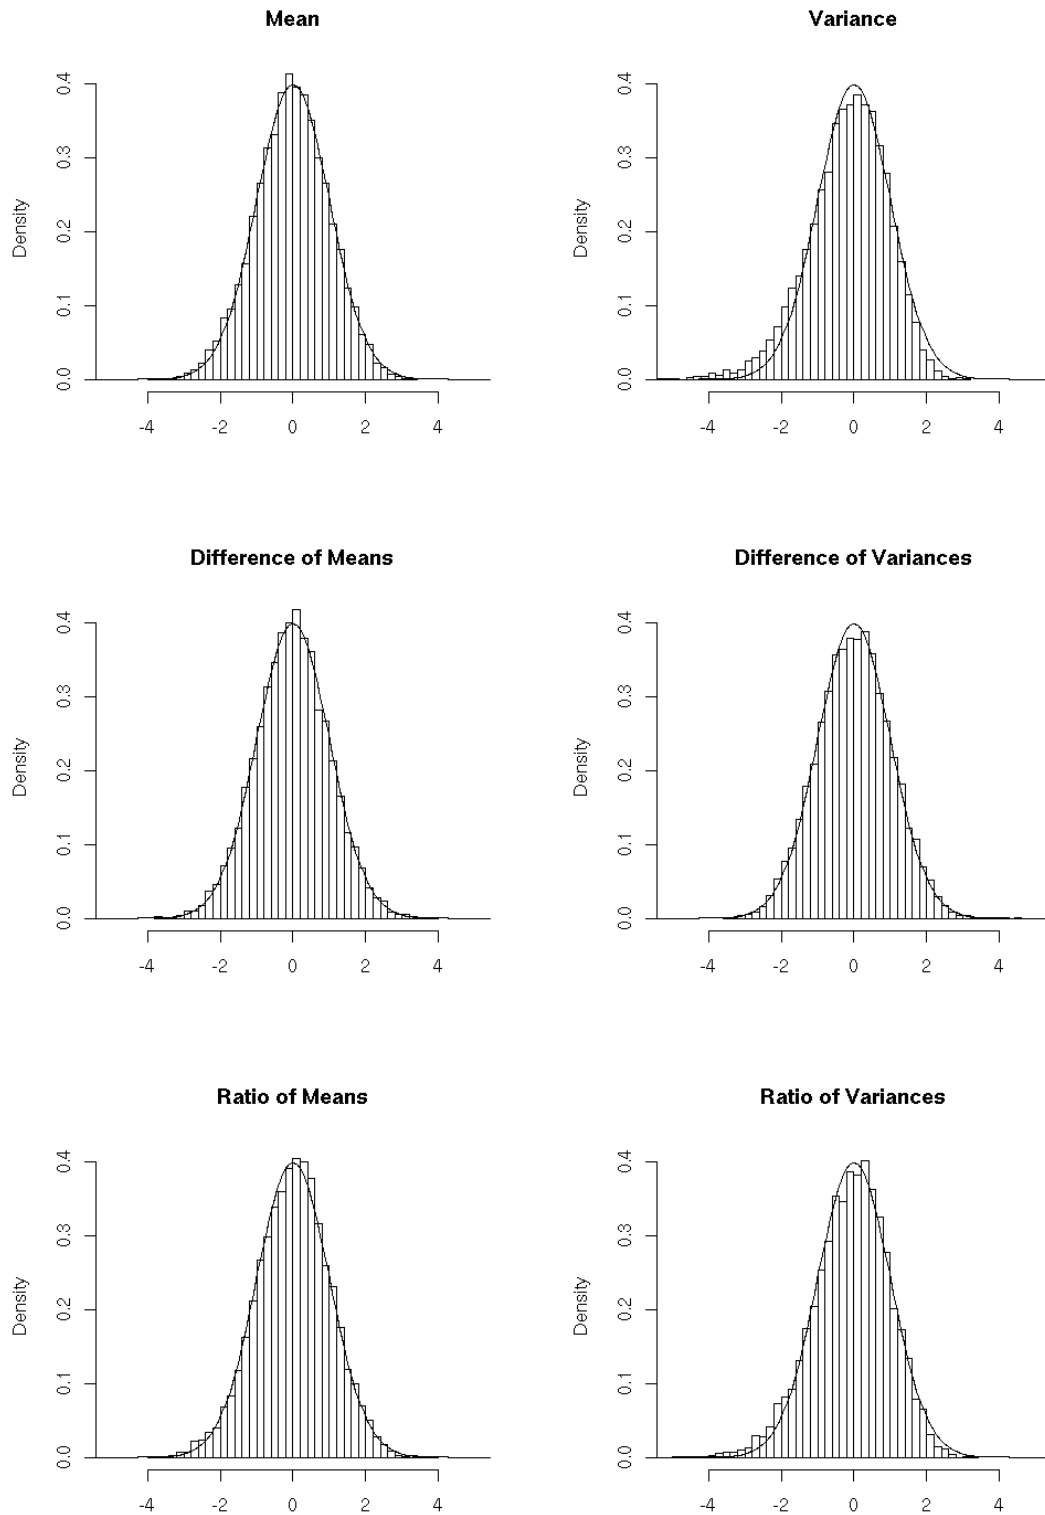 Mean
Density
0.0 0.1 0.2 0.3 0.4
-4 -2 0 2 4
Variance
Density
0.0 0.1 0.2 0.3 0.4
-4 -2 0 2 4
Difference of Means
Density
0.0 0.1 0.2 0.3 0.4
-4 -2 0 2 4
Difference of Variances
Density
0.0 0.1 0.2 0.3 0.4
-4 -2 0 2 4
Ratio of Means
Density
0.0 0.1 0.2 0.3 0.4
-4 -2 0 2 4
Ratio of Variances
Density
0.0 0.1 0.2 0.3 0.4
-4 -2 0 2 4